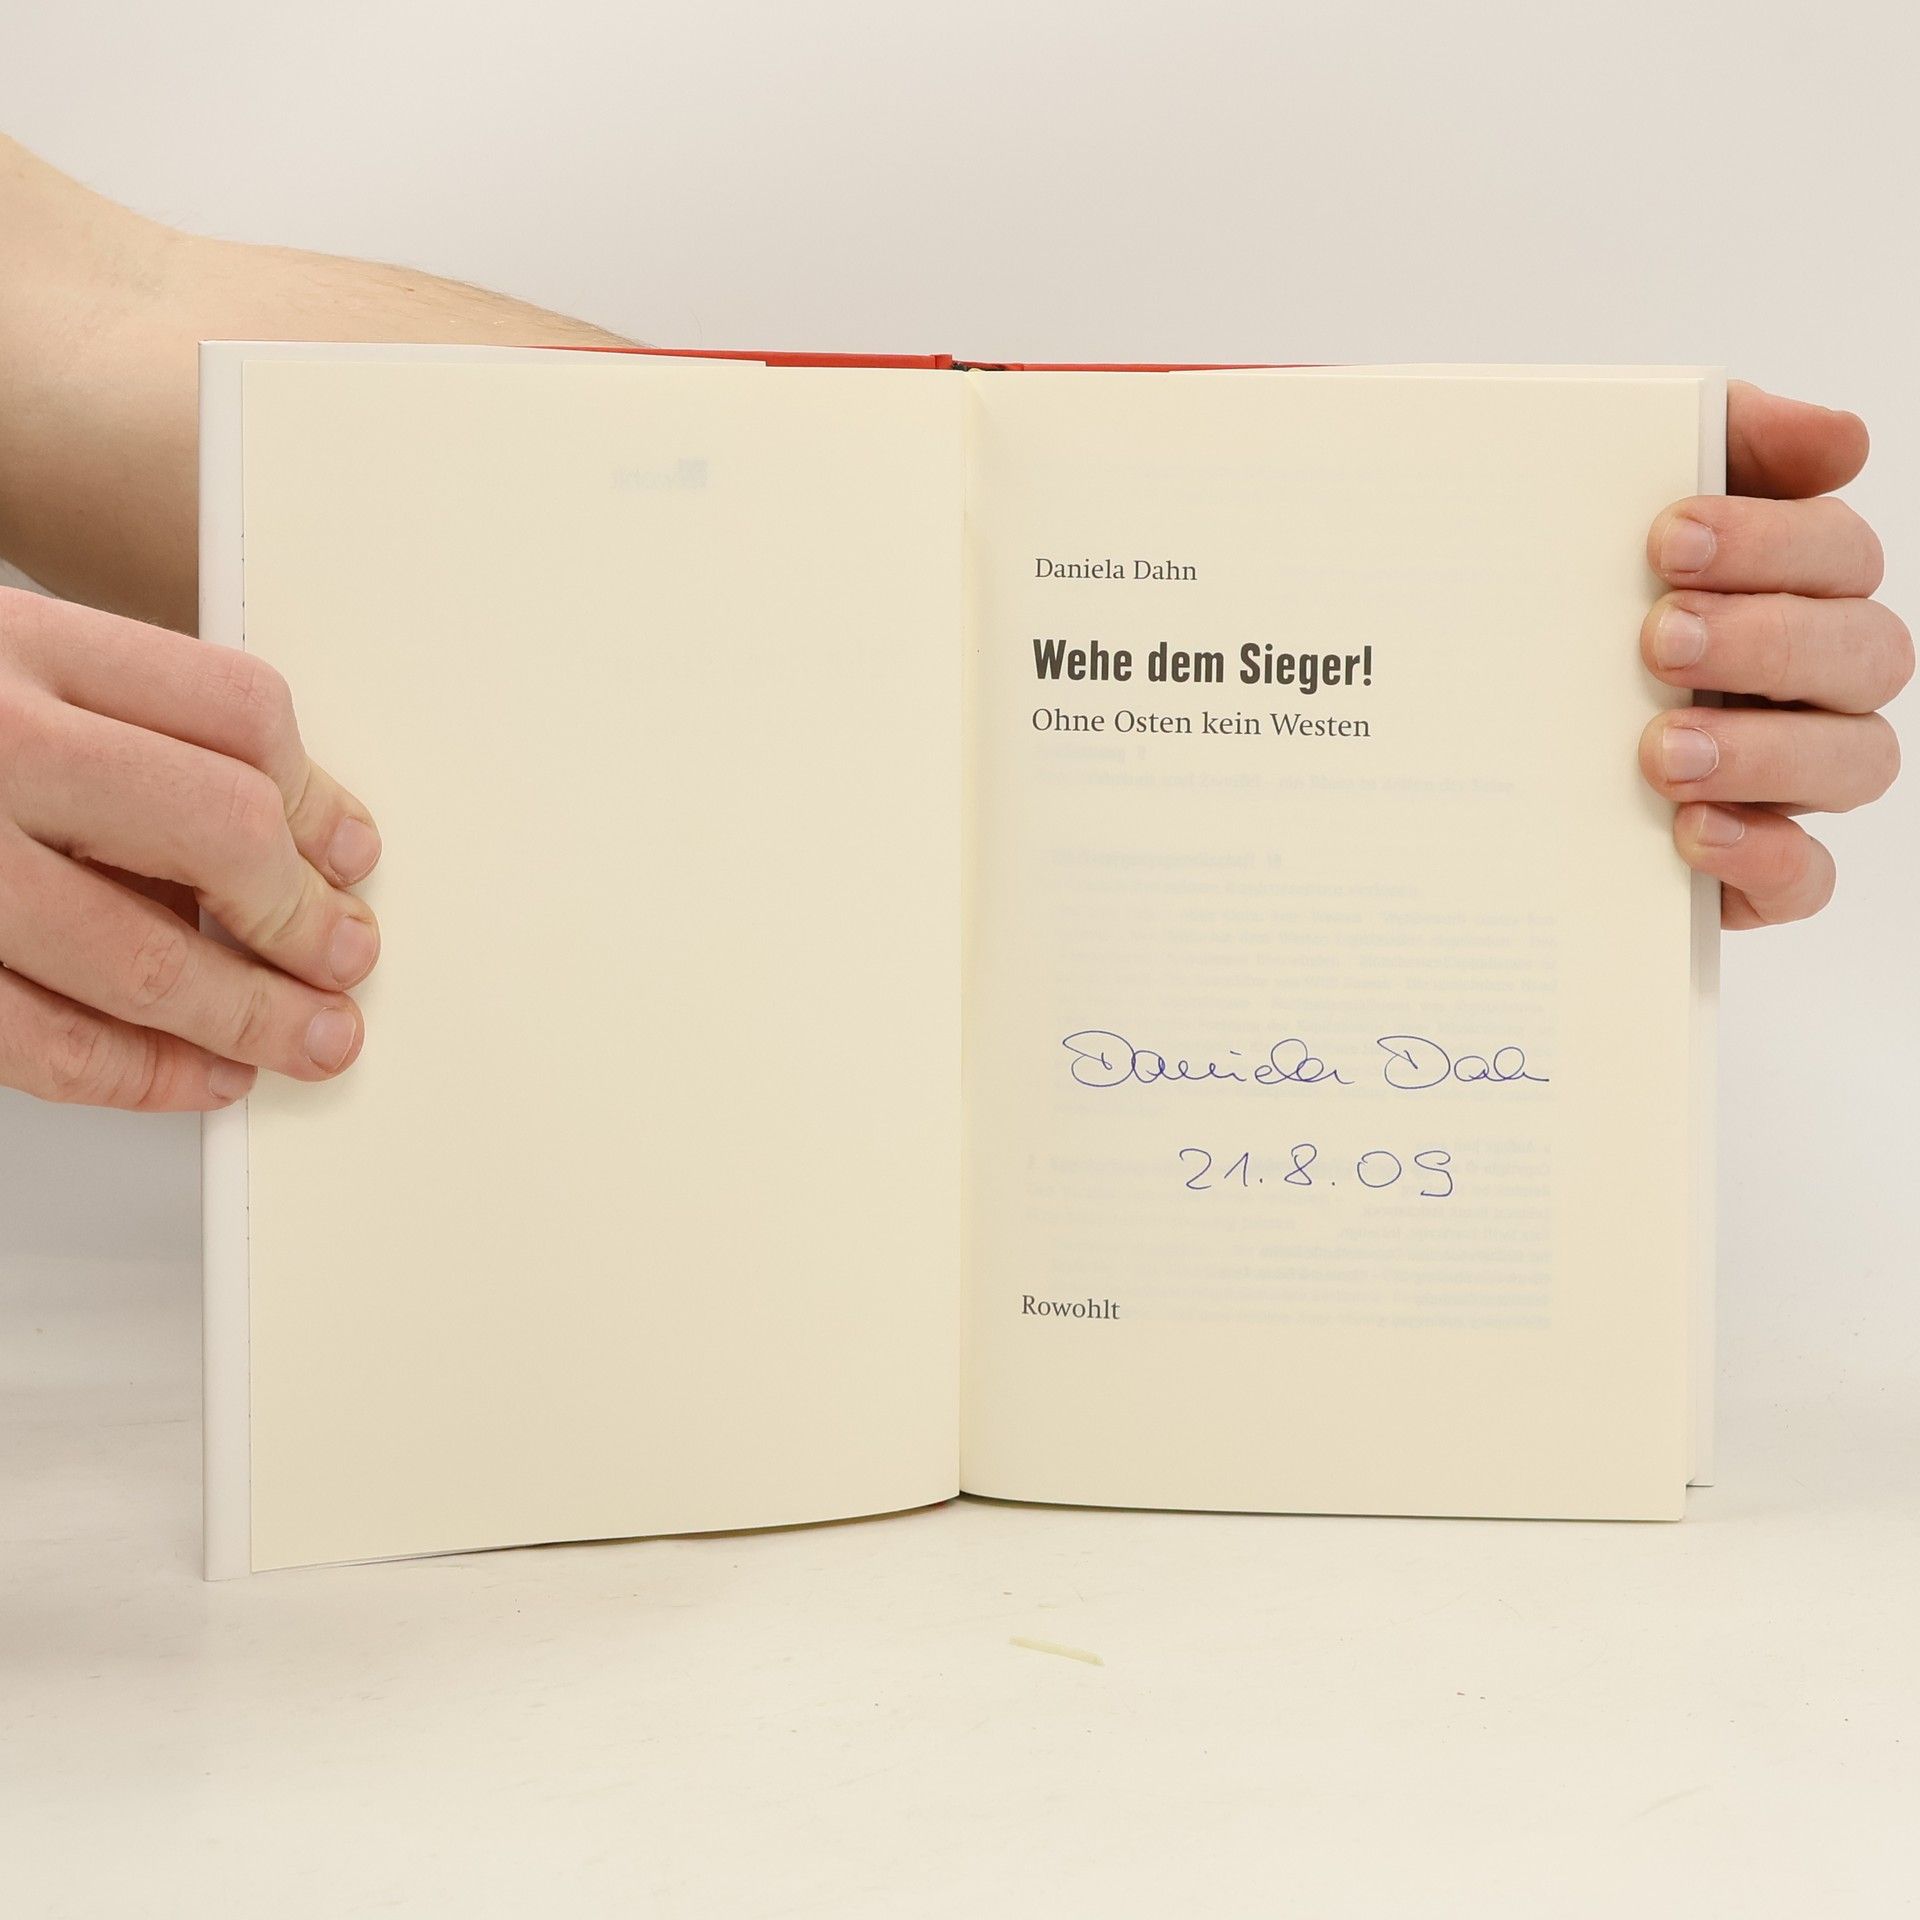 Daniela Dahn
Wehe dem Sieger!
Ohne Osten kein Westen
Daniela Dahn
21.8.09
Rowohlt